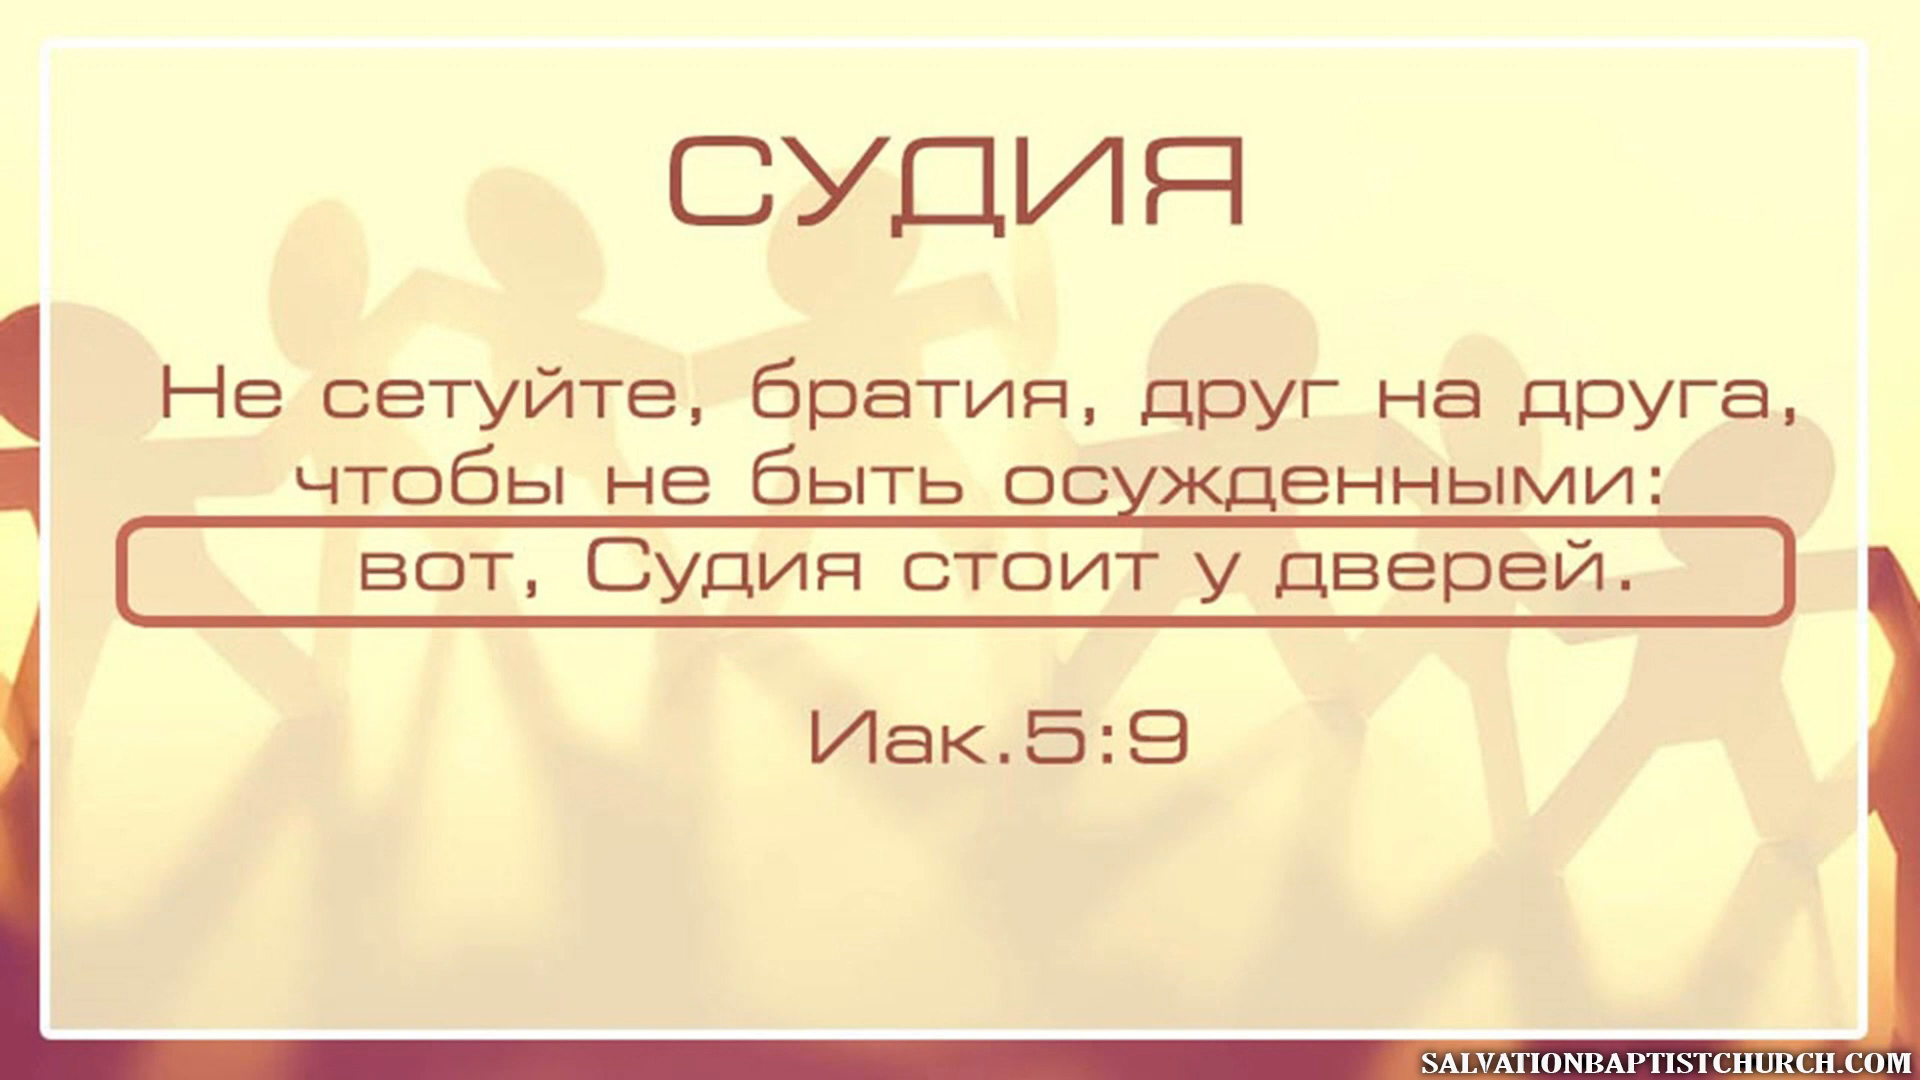 СУДИЯ
Не сетуйте, братия, друг на друга,
чтобы не быть осужденными:
вот, Судия стоит у дверей.
Иак.5:9
SALVATIONBAPTISTCHURCH.COM